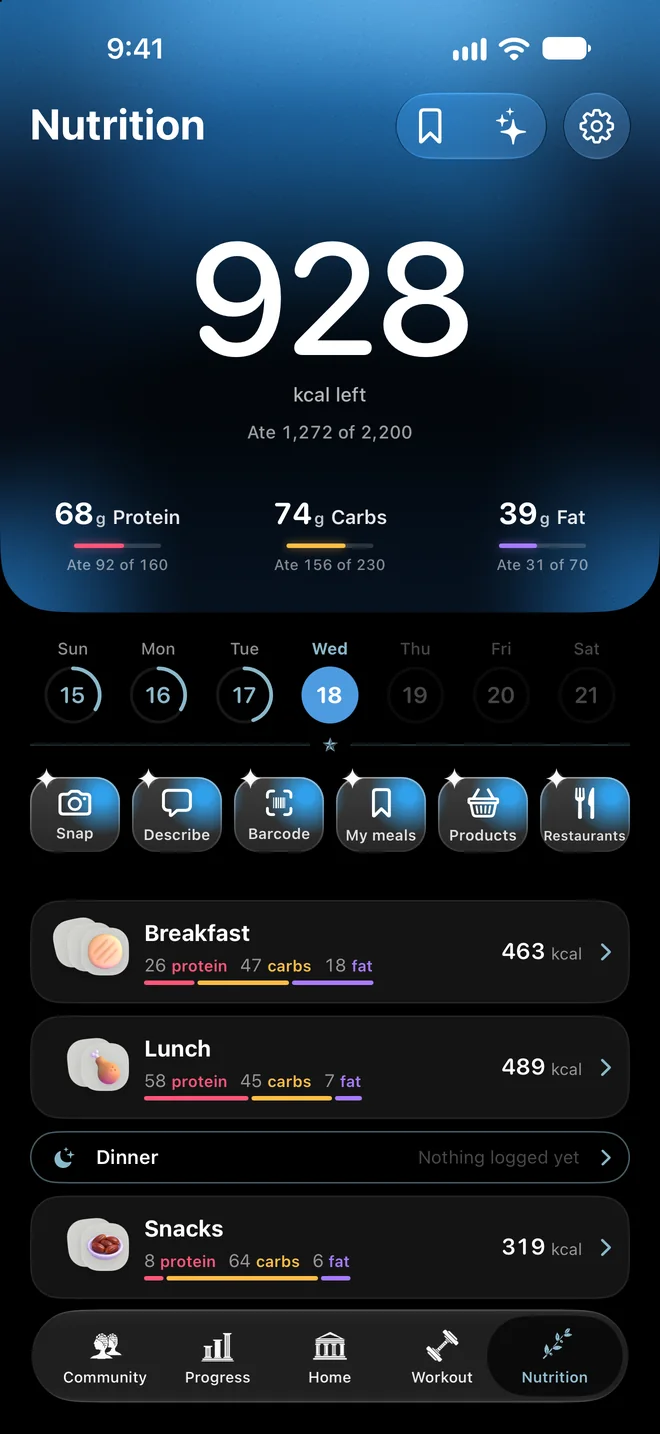 9:41
Nutrition
928
kcal left
Ate 1,272 of 2,200
68 g Protein 74 g Carbs 39 g Fat
Ate 92 of 160 Ate 156 of 230 Ate 31 of 70
Sun Mon Tue Wed Thu Fri Sat
15 16 17 18 19 20 21
Snap Describe Barcode My meals Products Restaurants
Breakfast
26 protein 47 carbs 18 fat
463 kcal
Lunch
58 protein 45 carbs 7 fat
489 kcal
Dinner Nothing logged yet
Snacks
8 protein 64 carbs 6 fat
319 kcal
Community Progress Home Workout Nutrition